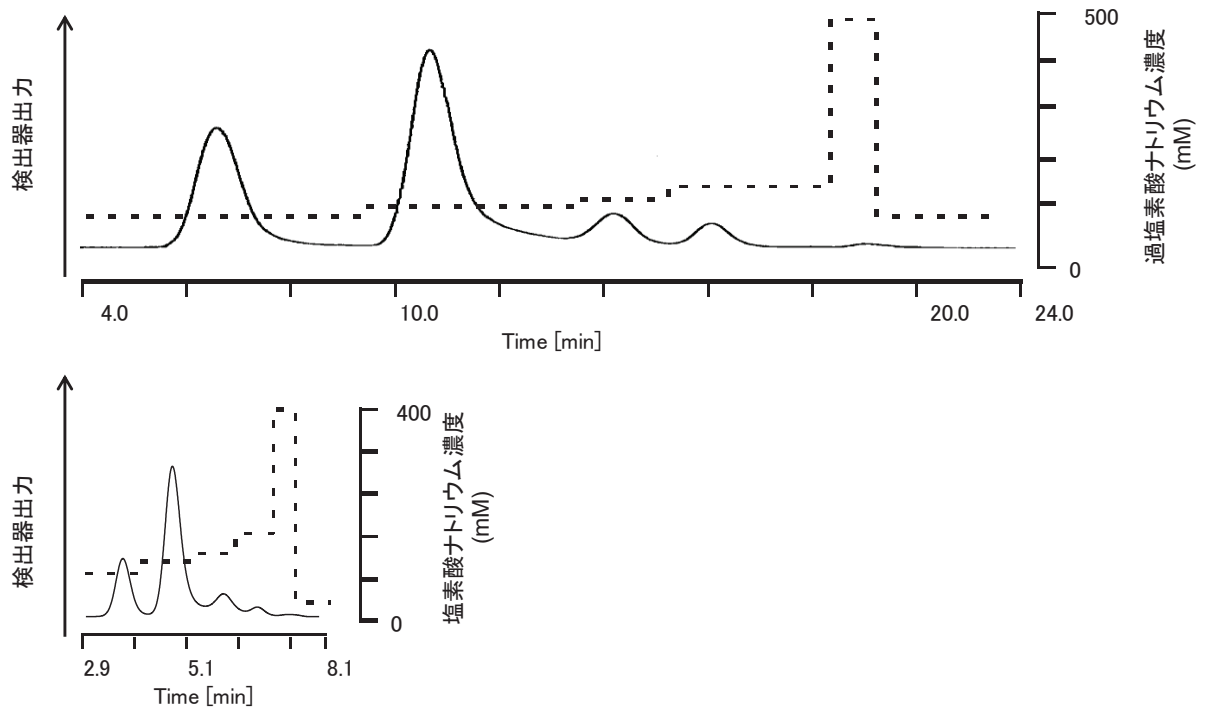 検出器出力
500
0
過塩素酸ナトリウム濃度
(mM)
4.0
10.0
20.0
24.0
Time [min]
検出器出力
400
0
塩素酸ナトリウム濃度
(mM)
2.9
5.1
8.1
Time [min]